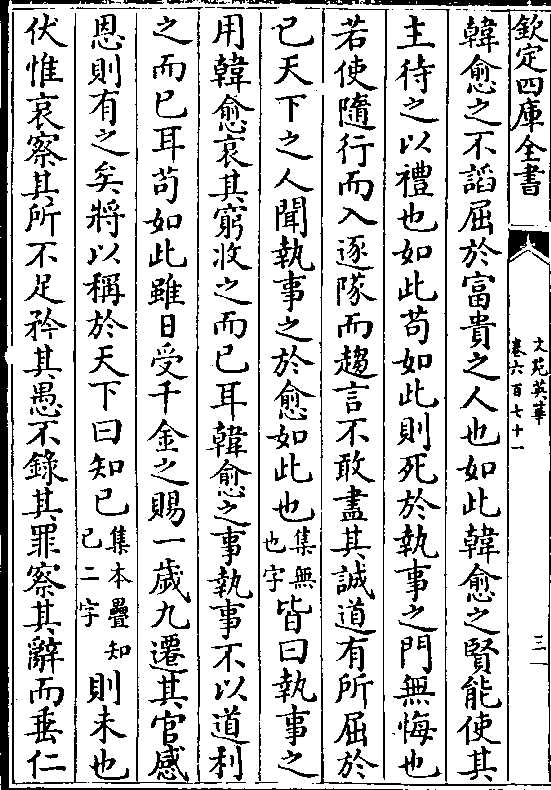 欽定四庫全書
文苑英華
卷六百七十一
三
韓愈之不謟屈於富貴之人也如此韓愈之賢能使其
主待之以禮也如此苟如此則死於執事之門無悔也
若使隨行而入逐隊而趨言不敢盡其誠道有所屈於
已天下之人聞執事之於愈如此也集無也字皆曰執事之
用韓愈哀其窮收之而已耳韓愈之事執事不以道利
之而已耳苟如此雖日受千金之賜一歲九遷其官感
恩則有之矣將以稱於天下曰知已集本疊知已二字則未也
伏惟哀察其所不足矜其愚不錄其罪察其辭而垂仁